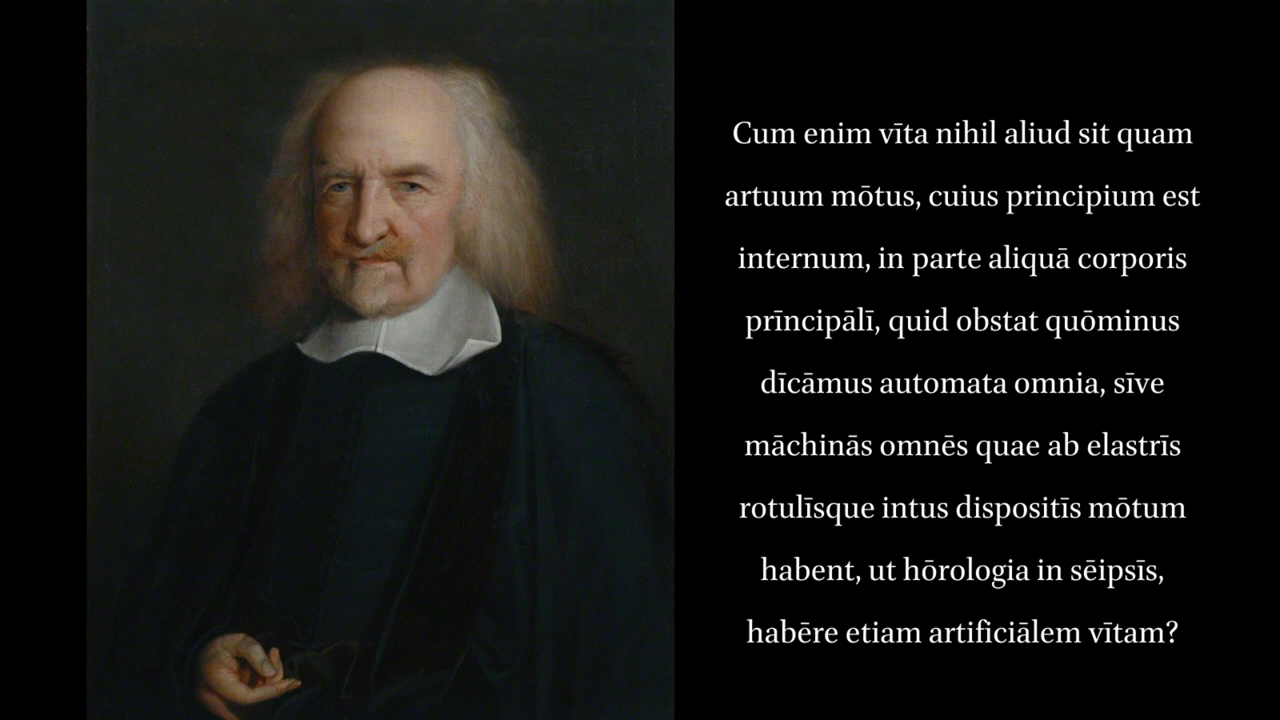 Cum enim vīta nihil aliud sit quam
artuum mōtus, cuius principium est
internum, in parte aliquā corporis
prīncipālī, quid obstat quōminus
dīcāmus automata omnia, sīve
māchinās omnēs quae ab elastrīs
rotulīsque intus dispositīs mōtum
habent, ut hōrologia in sēipsīs,
habēre etiam artificiālem vītam?